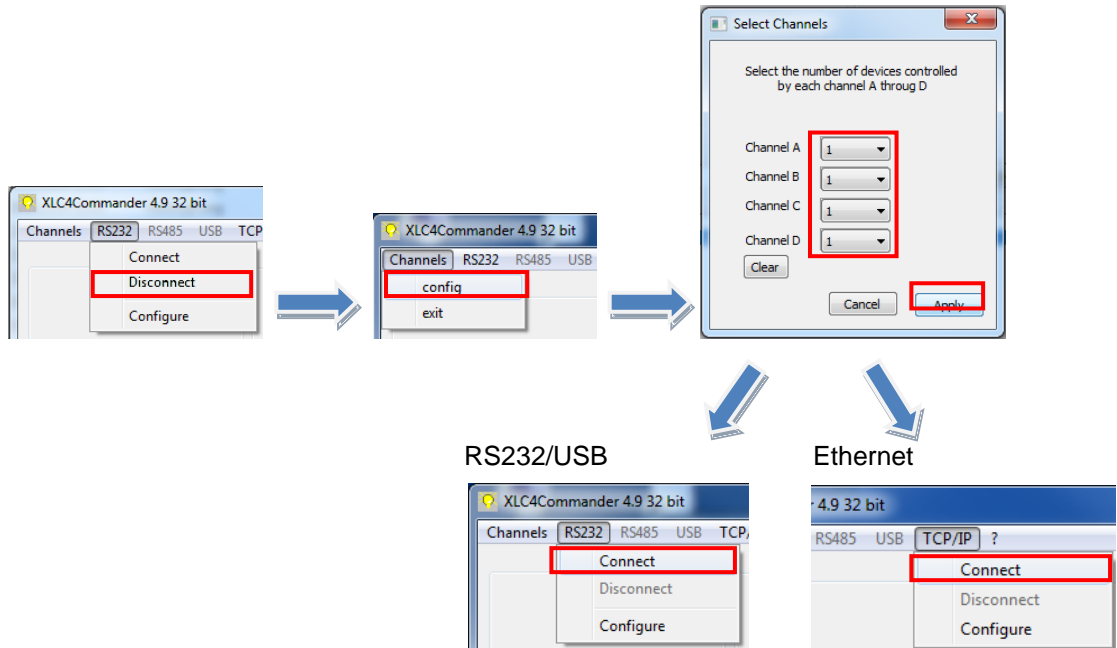 Select Channels
Select the number of devices controlled
by each channel A throug D
Channel A 1
Channel B 1
Channel C 1
Channel D 1
Clear
Cancel Apply
XLC4Commander 4.9 32 bit
Channels RS232 RS485 USB TCP
Connect
Disconnect
Configure
XLC4Commander 4.9 32 bit
Channels RS232 RS485 USB
config
exit
RS232/USB
Ethernet
XLC4Commander 4.9 32 bit
Channels RS232 RS485 USB TCP/
Connect
Disconnect
Configure
4.9 32 bit
RS485 USB TCP/IP ?
Connect
Disconnect
Configure